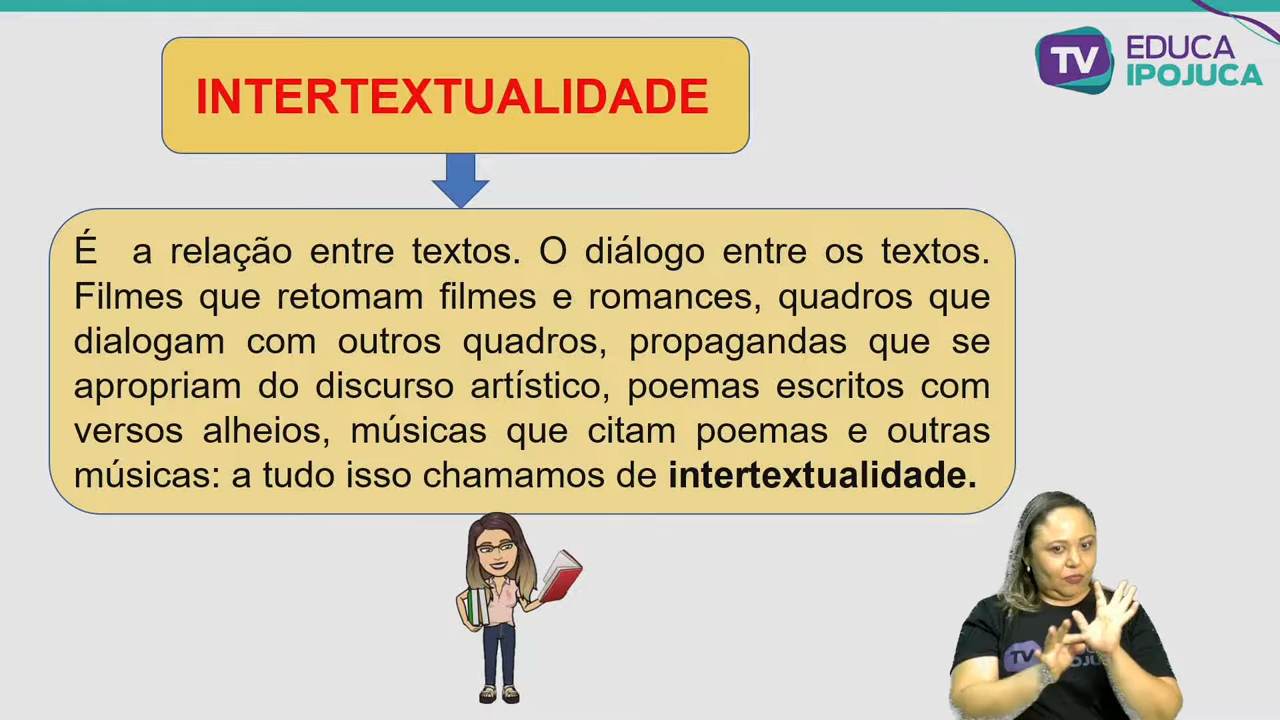 INTERTEXTUALIDADE
TV EDUCA
IPOJUCA
É a relação entre textos. O diálogo entre os textos.
Filmes que retomam filmes e romances, quadros que
dialogam com outros quadros, propagandas que se
apropriam do discurso artístico, poemas escritos com
versos alheios, músicas que citam poemas e outras
músicas: a tudo isso chamamos de intertextualidade.
TV